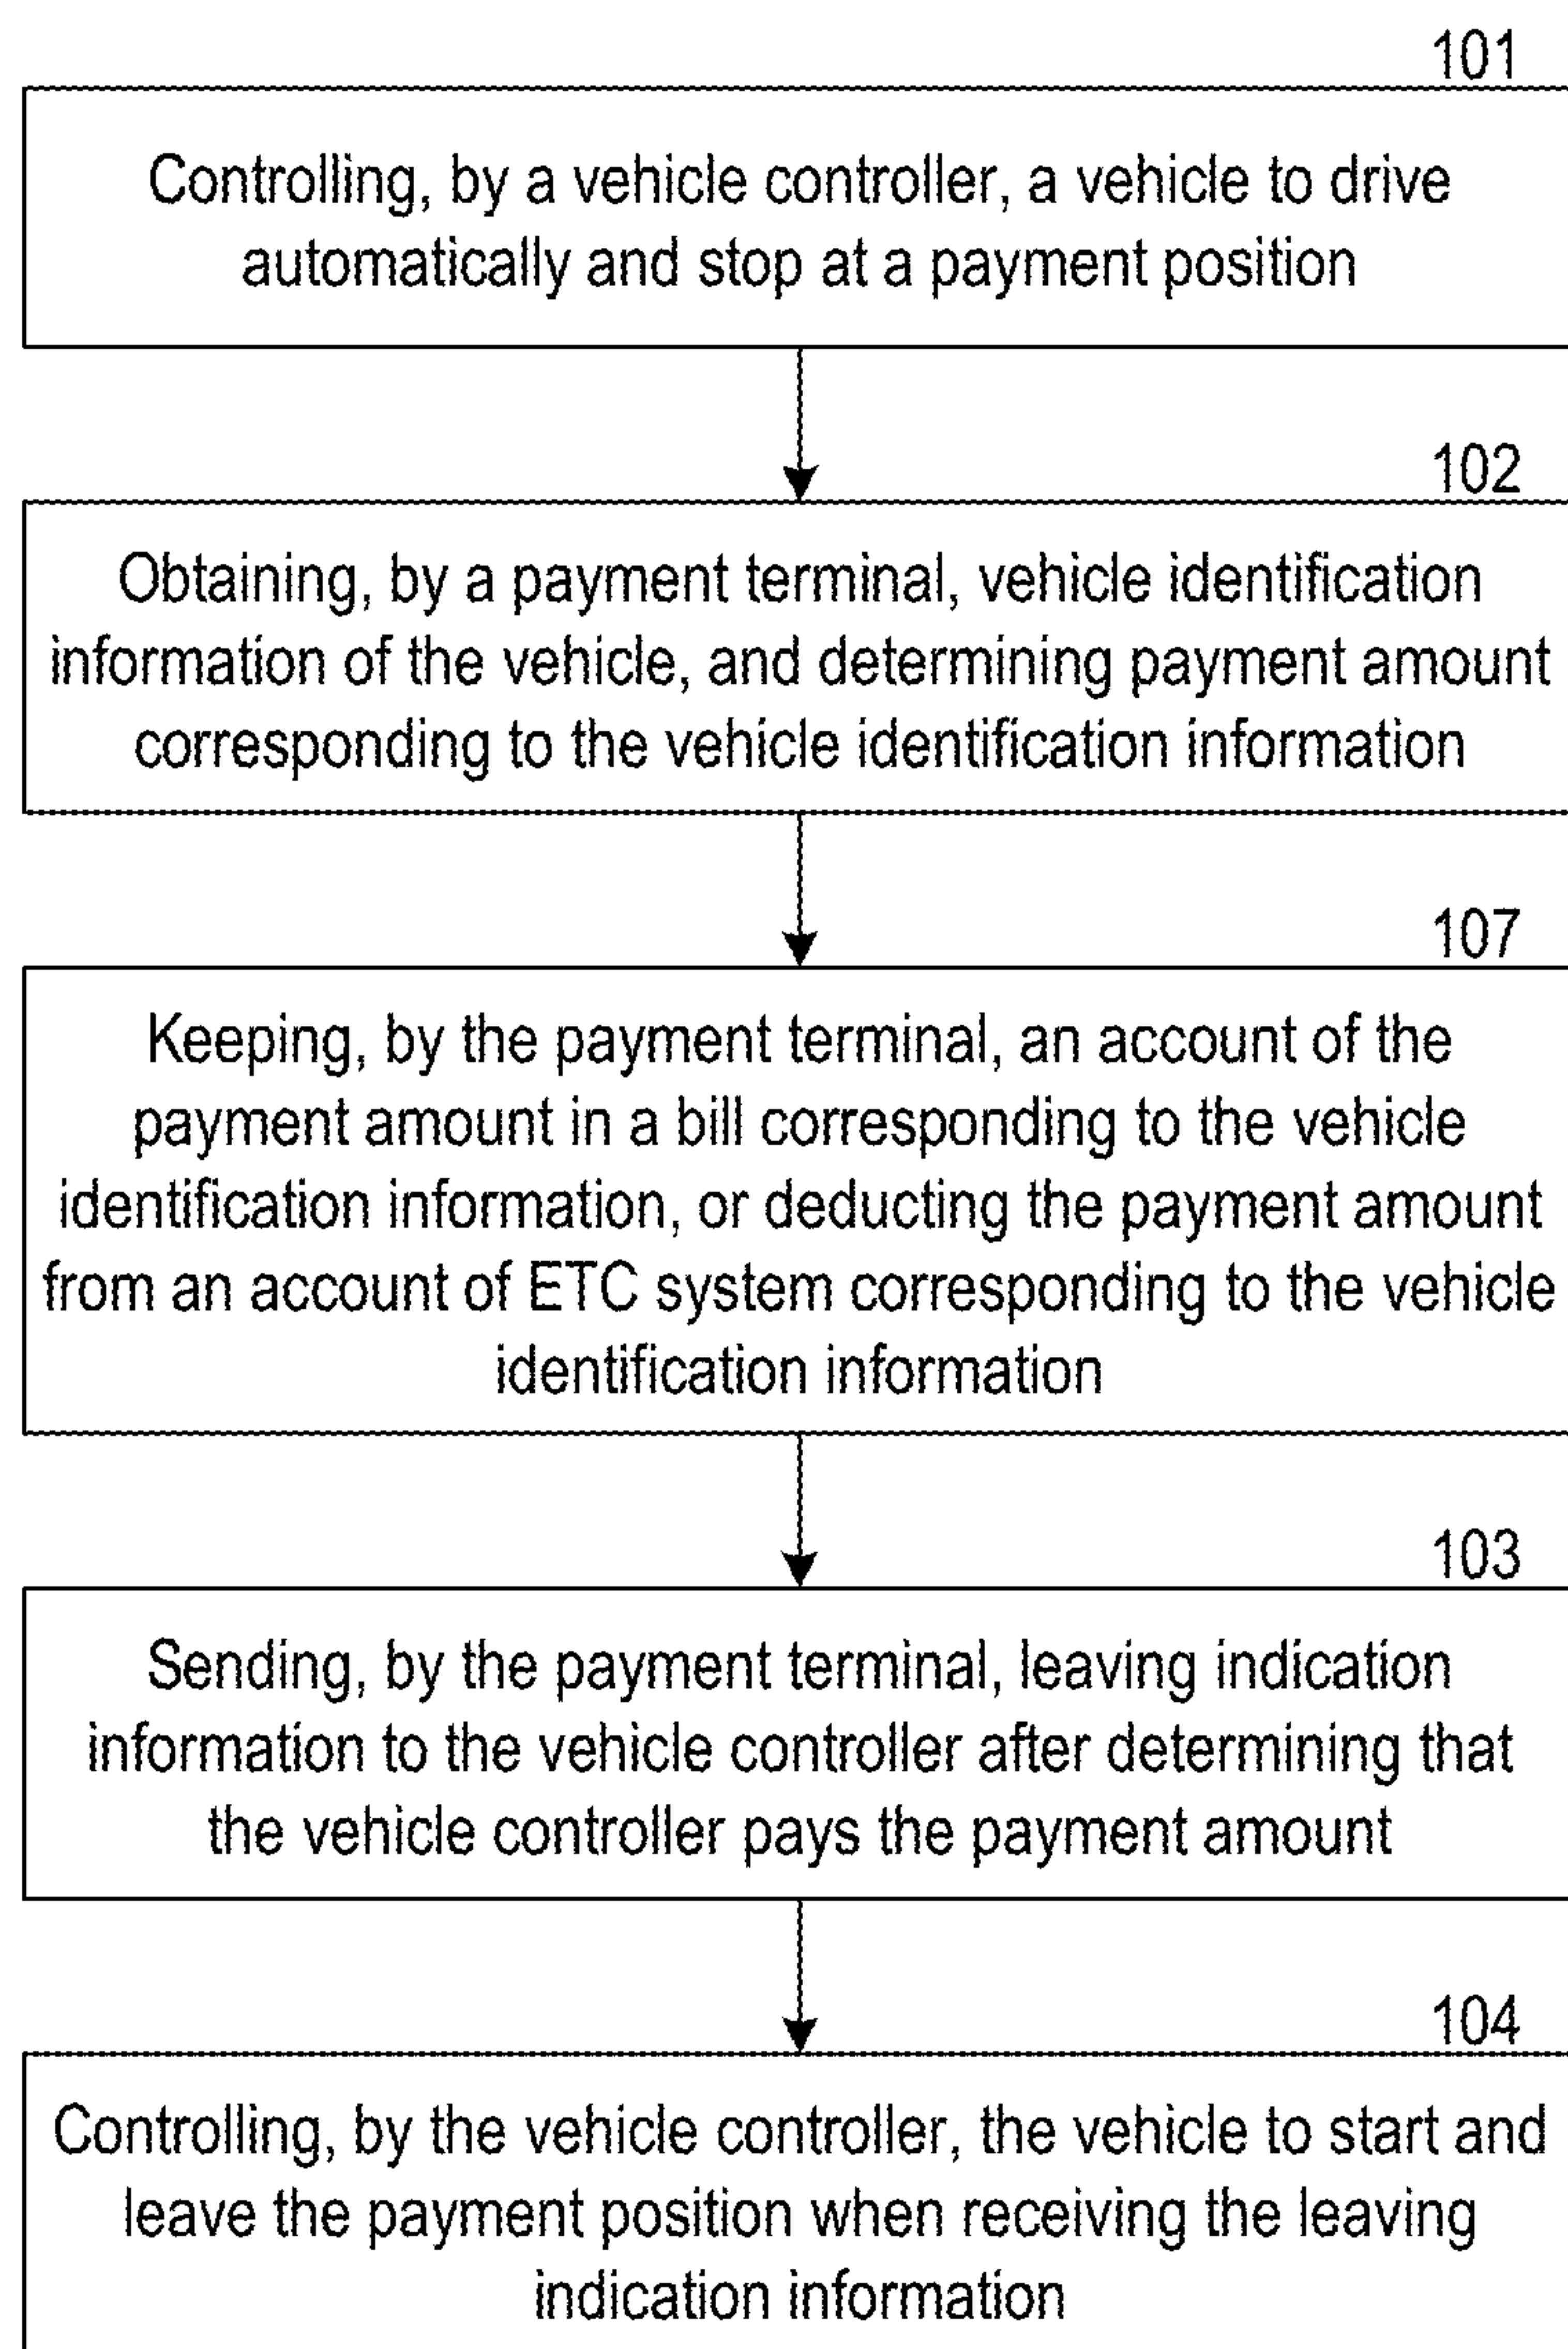 101
Controlling, by a vehicle controller, a vehicle to drive
automatically and stop at a payment position
102
Obtaining, by a payment terminal, vehicle identification
information of the vehicle, and determining payment amount
corresponding to the vehicle identification information
107
Keeping, by the payment terminal, an account of the
payment amount in a bill corresponding to the vehicle
identification information, or deducting the payment amount
from an account of ETC system corresponding to the vehicle
identification information
103
Sending, by the payment terminal, leaving indication
information to the vehicle controller after determining that
the vehicle controller pays the payment amount
104
Controlling, by the vehicle controller, the vehicle to start and
leave the payment position when receiving the leaving
indication information